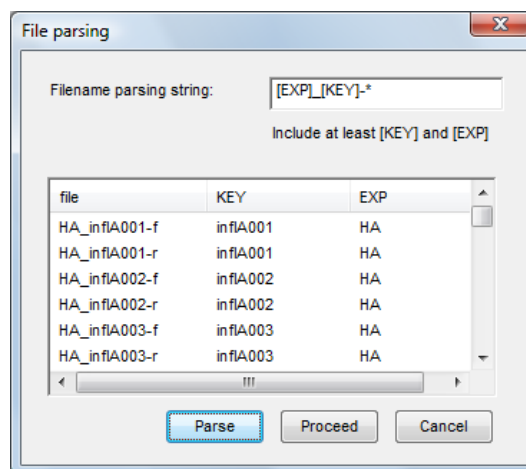 File parsing
Filename parsing string: [EXP]_[KEY]-*
Include at least [KEY] and [EXP]
file KEY EXP
HA_inflA001-f inflA001 HA
HA_inflA001-r inflA001 HA
HA_inflA002-f inflA002 HA
HA_inflA002-r inflA002 HA
HA_inflA003-f inflA003 HA
HA_inflA003-r inflA003 HA
Parse Proceed Cancel